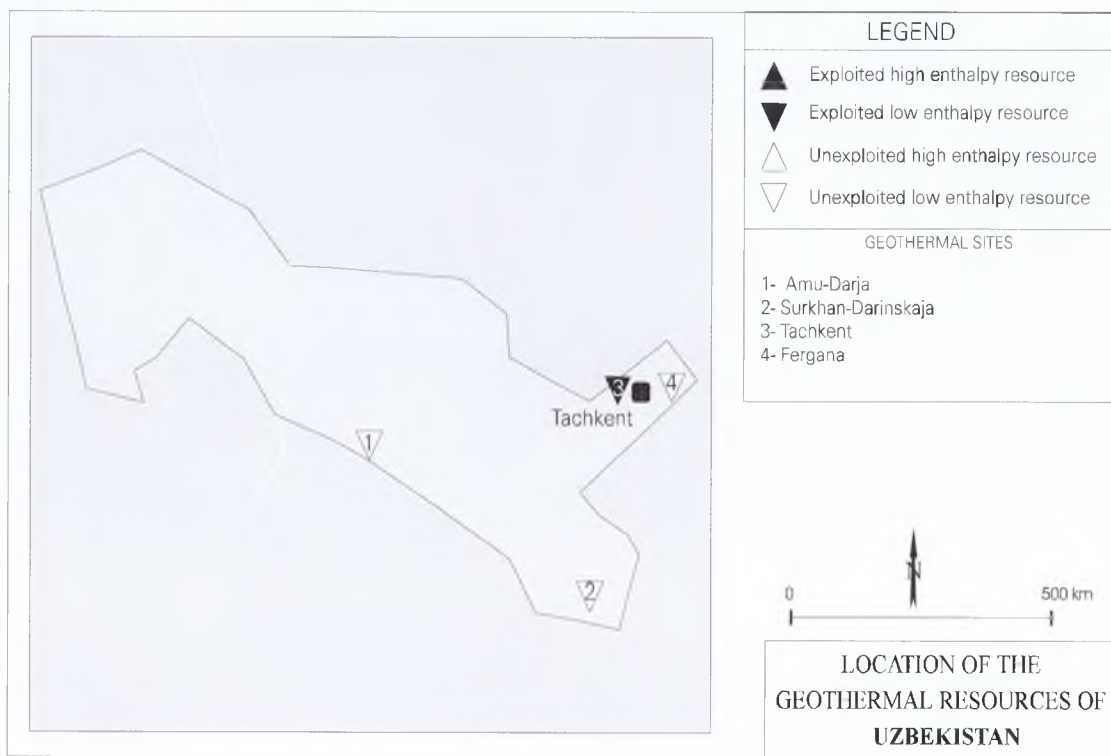 LEGEND
Exploited high enthalpy resource
Exploited low enthalpy resource
Unexploited high enthalpy resource
Unexploited low enthalpy resource
GEOTHERMAL SITES
1- Amu-Darja
2- Surkhan-Darinskaja
3- Tachkent
4- Fergana
3
4
Tachkent
1
2
N
0
500 km
LOCATION OF THE
GEOTHERMAL RESOURCES OF
UZBEKISTAN